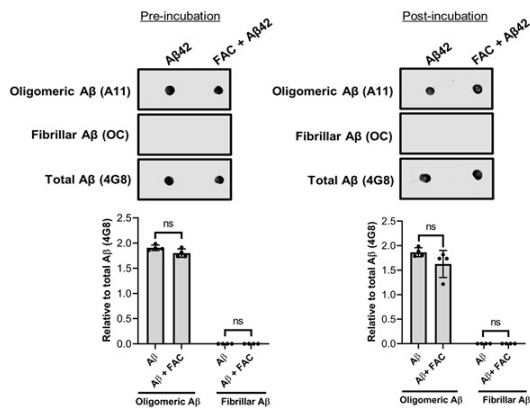 Pre-incubation
Aβ42
FAC + Aβ42
Oligomeric Aβ (A11)
Fibrillar Aβ (OC)
Total Aβ (4G8)
Relative to total Aβ (4G8)
2.5
2.0
1.5
1.0
0.5
0.0
ns
ns
Aβ
Aβ + FAC
Aβ
Aβ + FAC
Oligomeric Aβ
Fibrillar Aβ
Post-incubation
Aβ42
FAC + Aβ42
Oligomeric Aβ (A11)
Fibrillar Aβ (OC)
Total Aβ (4G8)
Relative to total Aβ (4G8)
2.5
2.0
1.5
1.0
0.5
0.0
ns
ns
Aβ
Aβ+ FAC
Aβ
Aβ+ FAC
Oligomeric Aβ
Fibrillar Aβ